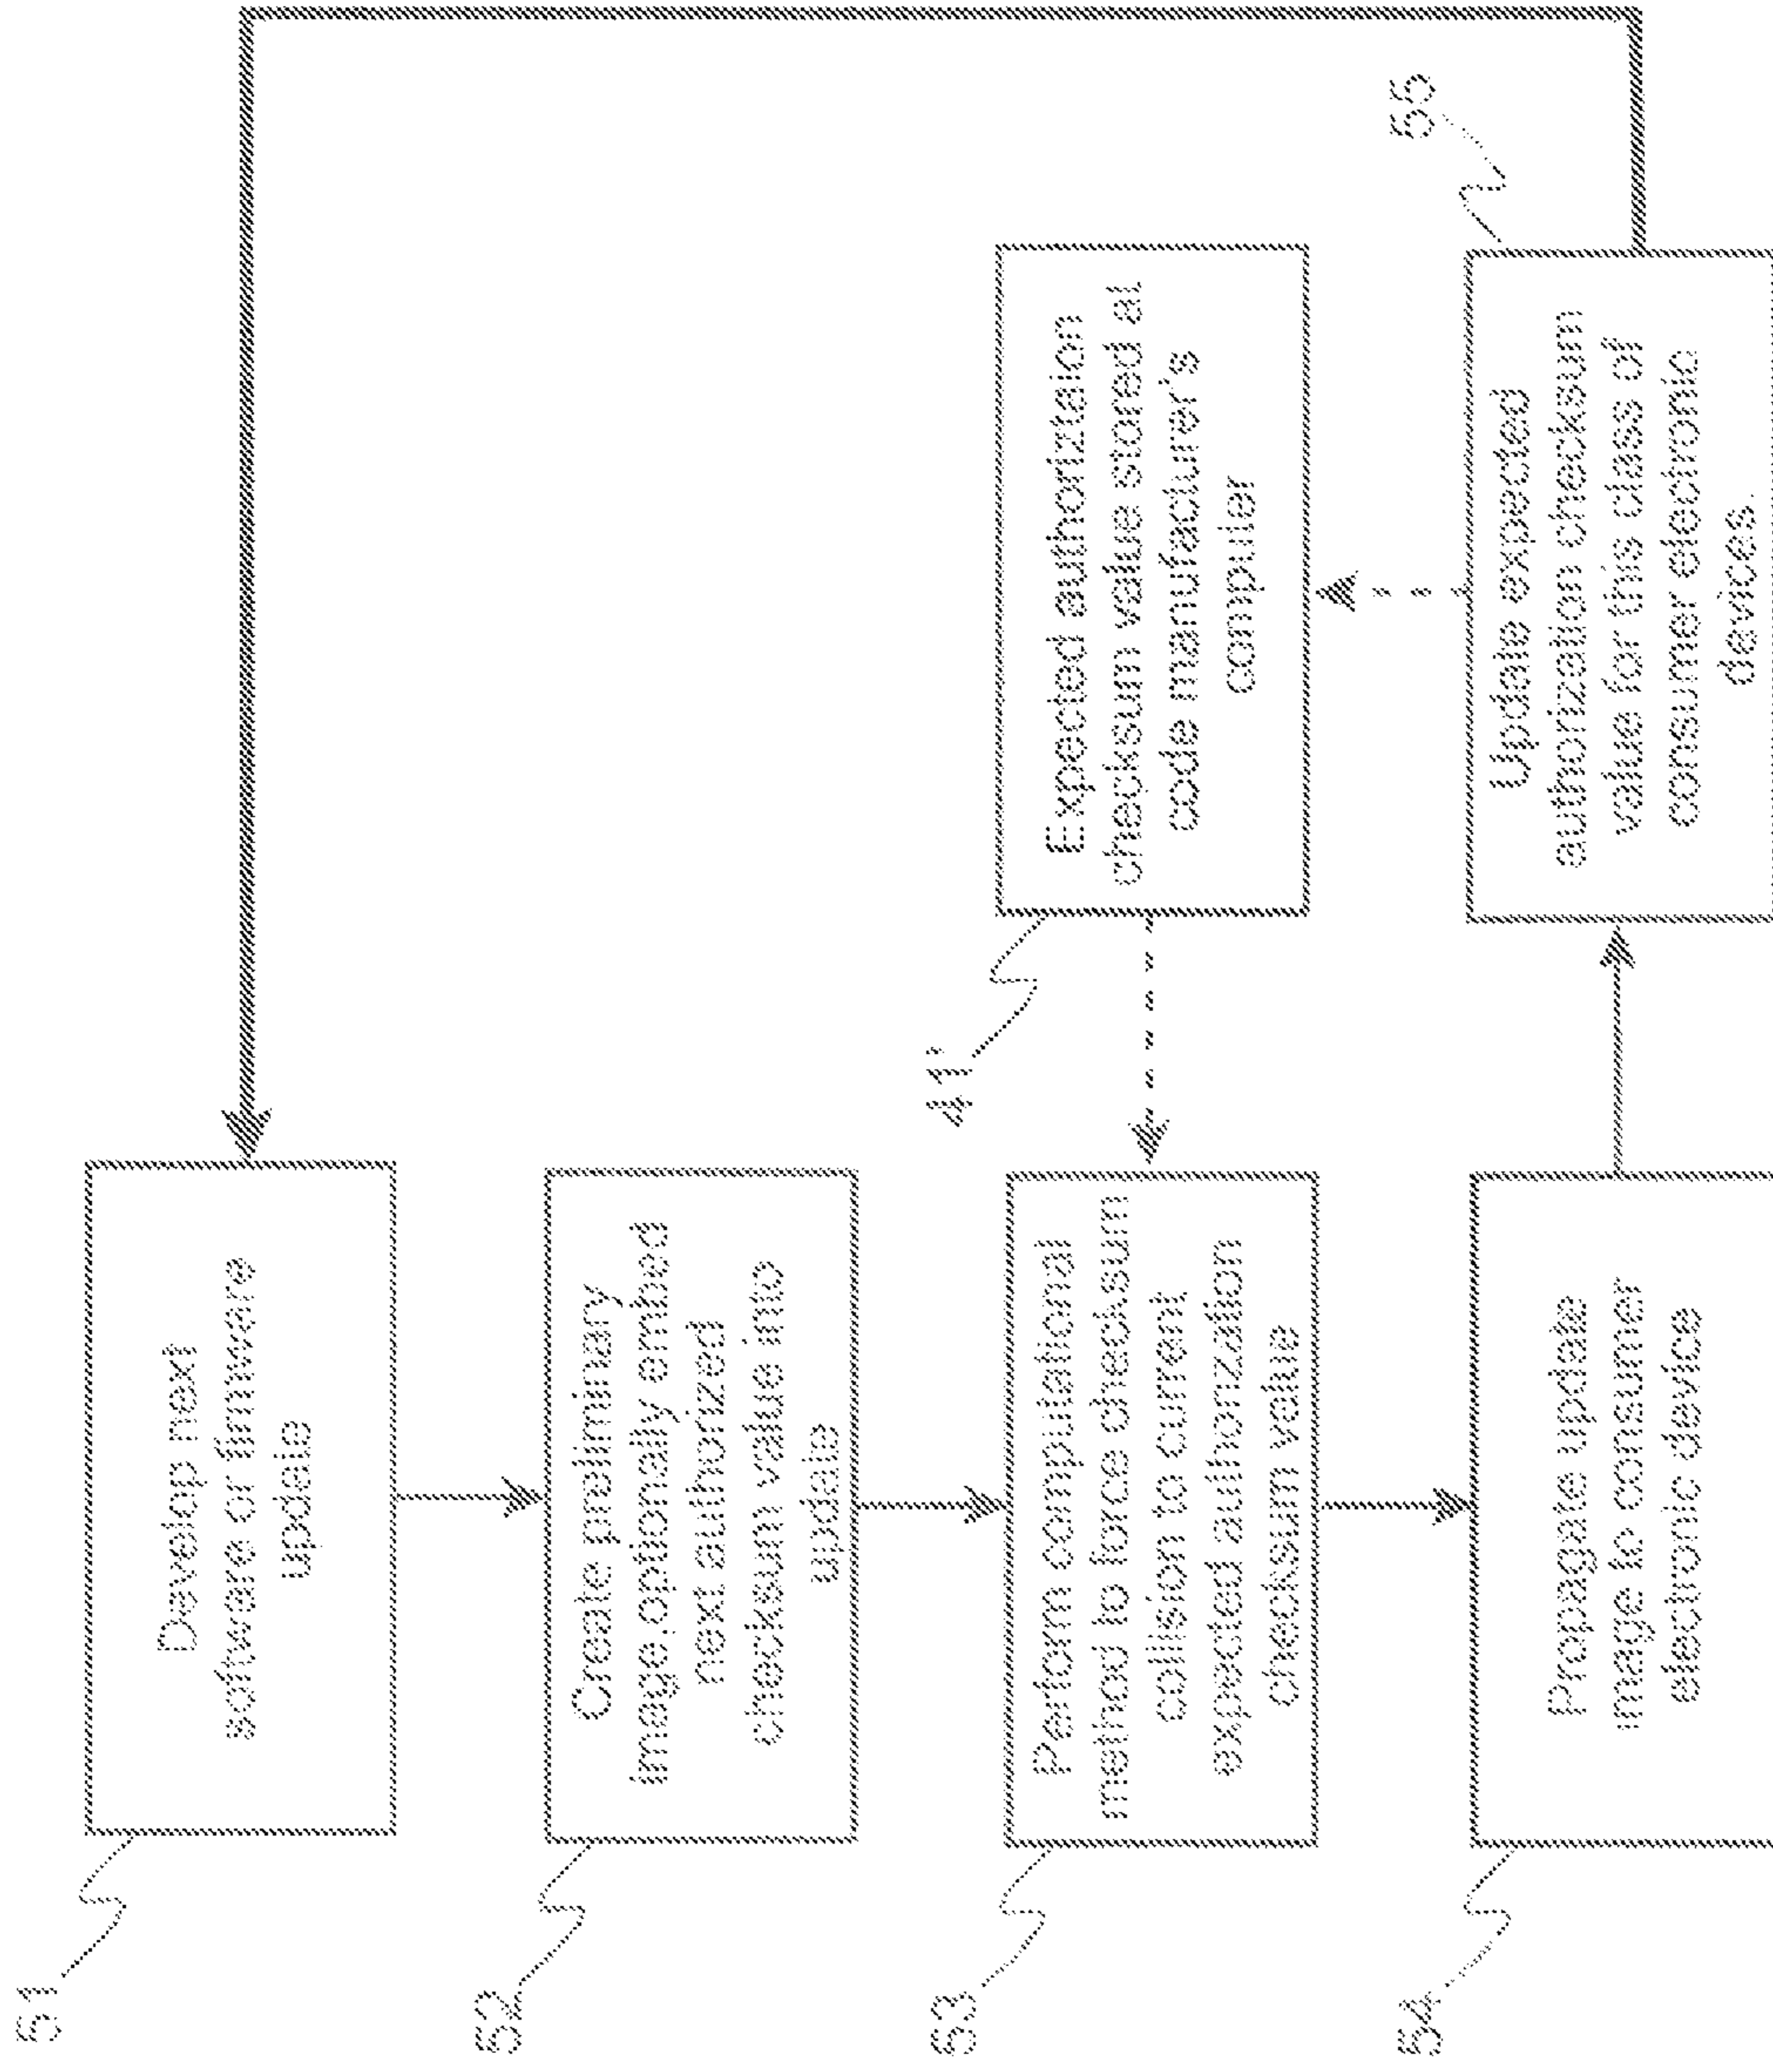 51
Develop next
software or firmware
update
52
Create preliminary
image,optionally embed
next authorized
checksum value into
update
53
Perform computational
method to force checksum
collision to current
expected authorization
checksum value
41'
Expected authoriztaion
checksum value stored at
code manufacturer's
computer
54
Propagate update
image to consumer
electronic device
55
Update expected
authorization checksum
value for this class of
consumer electronic
devices.